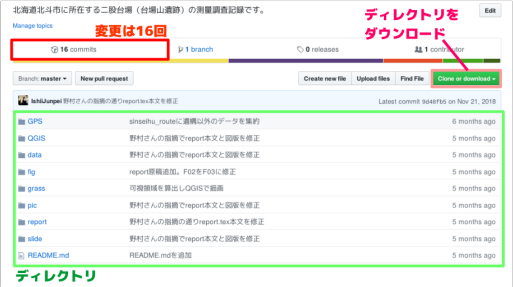 北海道北斗市に所在する二股台場（台場山遺跡）の測量調査記録です。
Edit
Manage topics
ディレクトリを
ダウンロード
変更は16回
16 commits
1 branch
0 releases
1 contributor
Branch: master
New pull request
Create new file
Upload files
Find File
Clone or download
IshiiJunpei 野村さんの指摘の通りreport.tex本文を修正
Latest commit 9d48fb6 on Nov 21, 2018
GPS sinseihu_routeに遺構以外のデータを集約 6 months ago
QGIS 野村さんの指摘でreport本文と図版を修正 5 months ago
data 野村さんの指摘でreport本文と図版を修正 5 months ago
fig report原稿追加。F02をF03に修正 5 months ago
grass 可視領域を算出しQGISで描画 5 months ago
pic 野村さんの指摘でreport本文と図版を修正 5 months ago
report 野村さんの指摘の通りreport.tex本文を修正 5 months ago
slide 野村さんの指摘でreport本文と図版を修正 5 months ago
README.md README.mdを追加 5 months ago
ディレクトリ